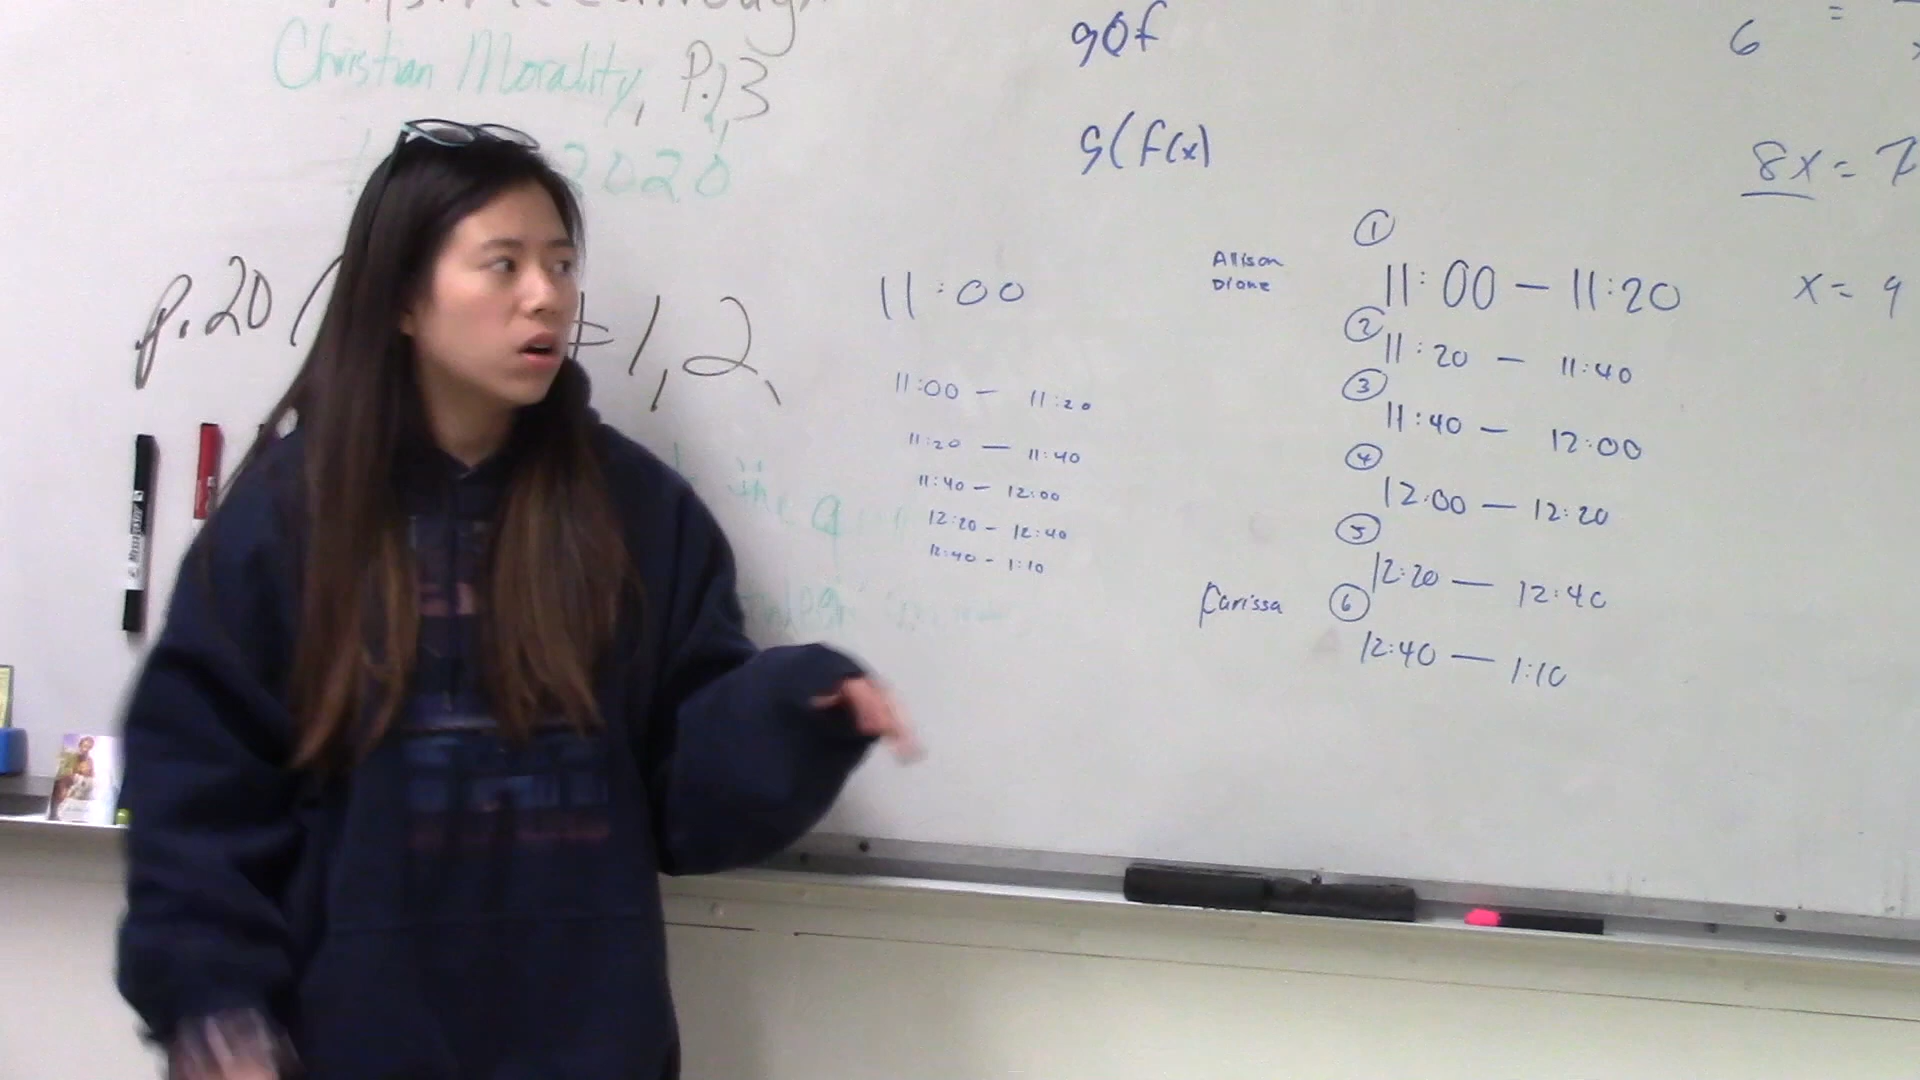 Christian Morality, P.23
2020
p.20
#1,2,
gof
g(f(x)
6 =
8x = 7
x = 9
11:00
11:00 — 11:20
11:20 — 11:40
11:40 — 12:00
12:20 - 12:40
12:40 - 1:10
Allison
Diane
①
11:00 — 11:20
②
11:20 — 11:40
③
11:40 — 12:00
④
12:00 — 12:20
⑤
12:20 — 12:40
Carissa ⑥
12:40 — 1:10